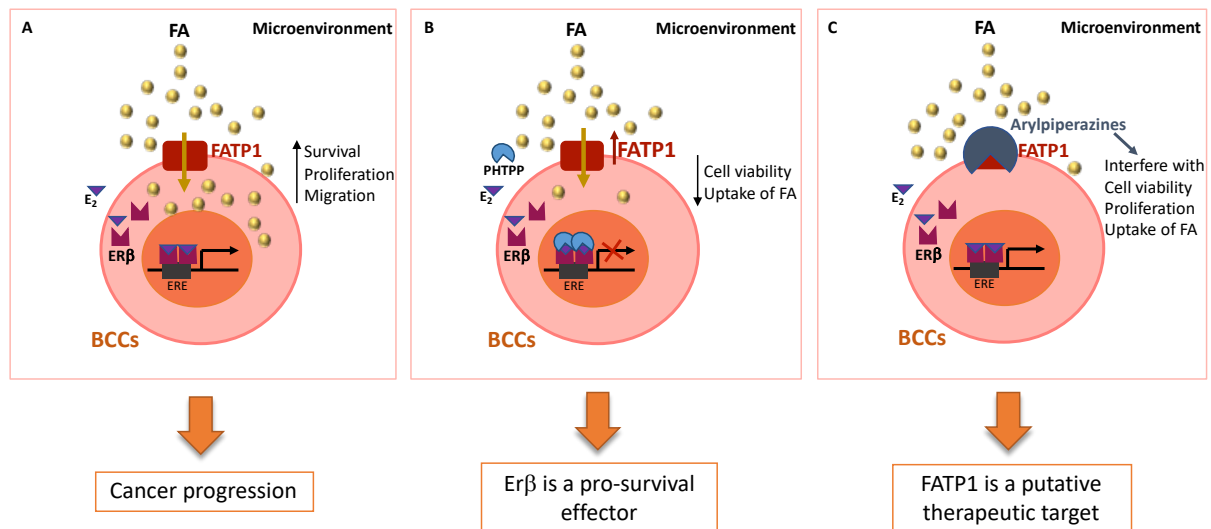 A
FA
Microenvironment
FATP1
Survival
Proliferation
Migration
E2
ERβ
ERE
BCCs
Cancer progression
B
FA
Microenvironment
PHTPP
FATP1
Cell viability
Uptake of FA
E2
ERβ
ERE
BCCs
Erβ is a pro-survival
effector
C
FA
Microenvironment
Arylpiperazines
FATP1
Interfere with
Cell viability
Proliferation
Uptake of FA
E2
ERβ
ERE
BCCs
FATP1 is a putative
therapeutic target